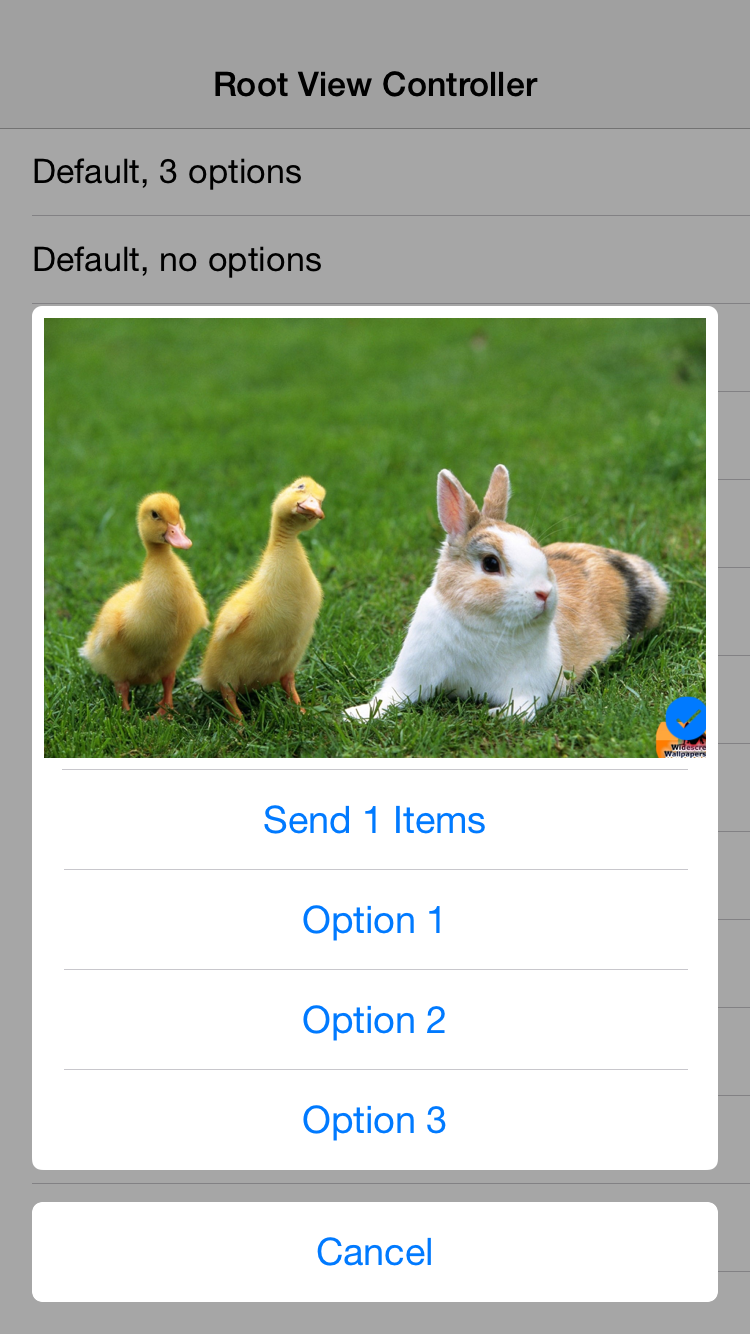 Root View Controller
Default, 3 options
Default, no options
Widescre
Wallpapers
Send 1 Items
Option 1
Option 2
Option 3
Cancel